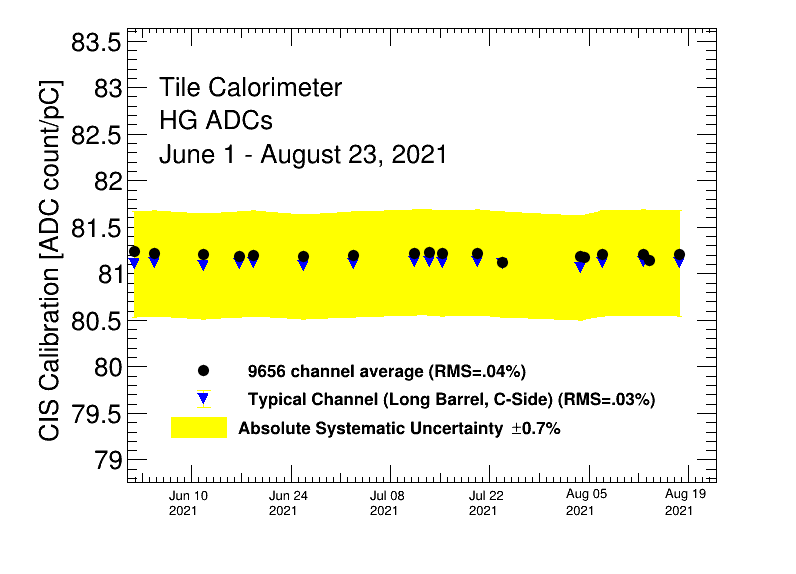 CIS Calibration [ADC count/pC]
83.5
83
82.5
82
81.5
81
80.5
80
79.5
79
Tile Calorimeter
HG ADCs
June 1 - August 23, 2021
9656 channel average (RMS=.04%)
Typical Channel (Long Barrel, C-Side) (RMS=.03%)
Absolute Systematic Uncertainty ±0.7%
Jun 10 Jun 24 Jul 08 Jul 22 Aug 05 Aug 19
2021 2021 2021 2021 2021 2021